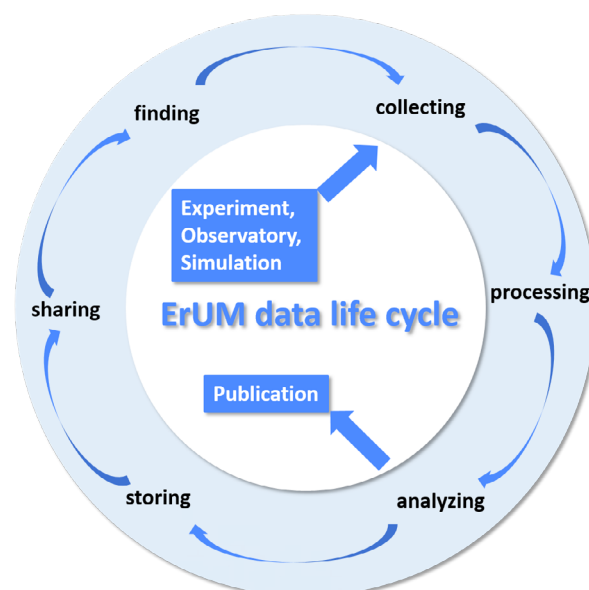 finding
collecting
Experiment,
Observatory,
Simulation
processing
sharing
ErUM data life cycle
Publication
storing
analyzing